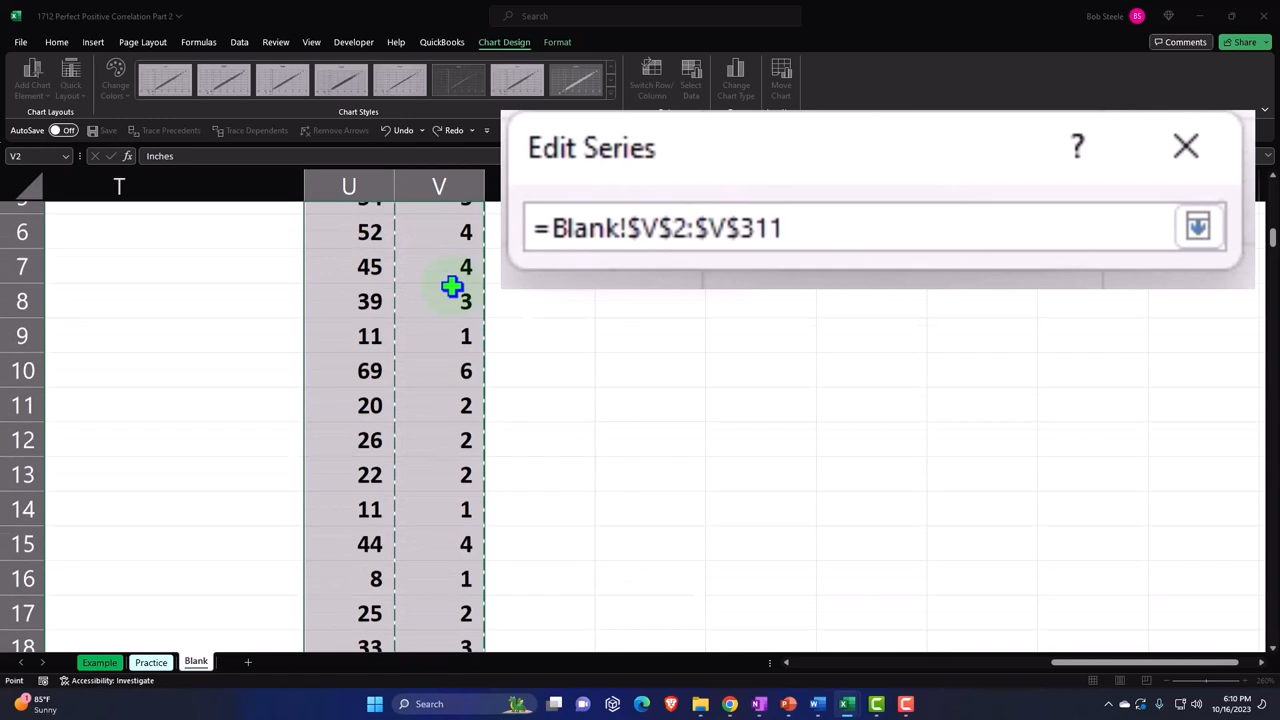 1712 Perfect Positive Correlation Part 2
Search
Bob Steele
BS
File Home Insert Page Layout Formulas Data Review View Developer Help QuickBooks Chart Design Format
Comments
Share
Add Chart Element
Quick Layout
Change Colors
Switch Row/ Column
Select Data
Change Chart Type
Move Chart
Chart Layouts
Chart Styles
Type
Data
Location
AutoSave Off Save Trace Precedents Trace Dependents Remove Arrows Undo Redo
V2 fx Inches
Edit Series ? ×
=Blank!$V$2:$V$311
T U V
6 52 4
7 45 4
8 39 3
9 11 1
10 69 6
11 20 2
12 26 2
13 22 2
14 11 1
15 44 4
16 8 1
17 25 2
18 33 3
Example Practice Blank
Point Accessibility: Investigate
260%
1
85°F
Sunny
Search
6:10 PM
10/16/2023